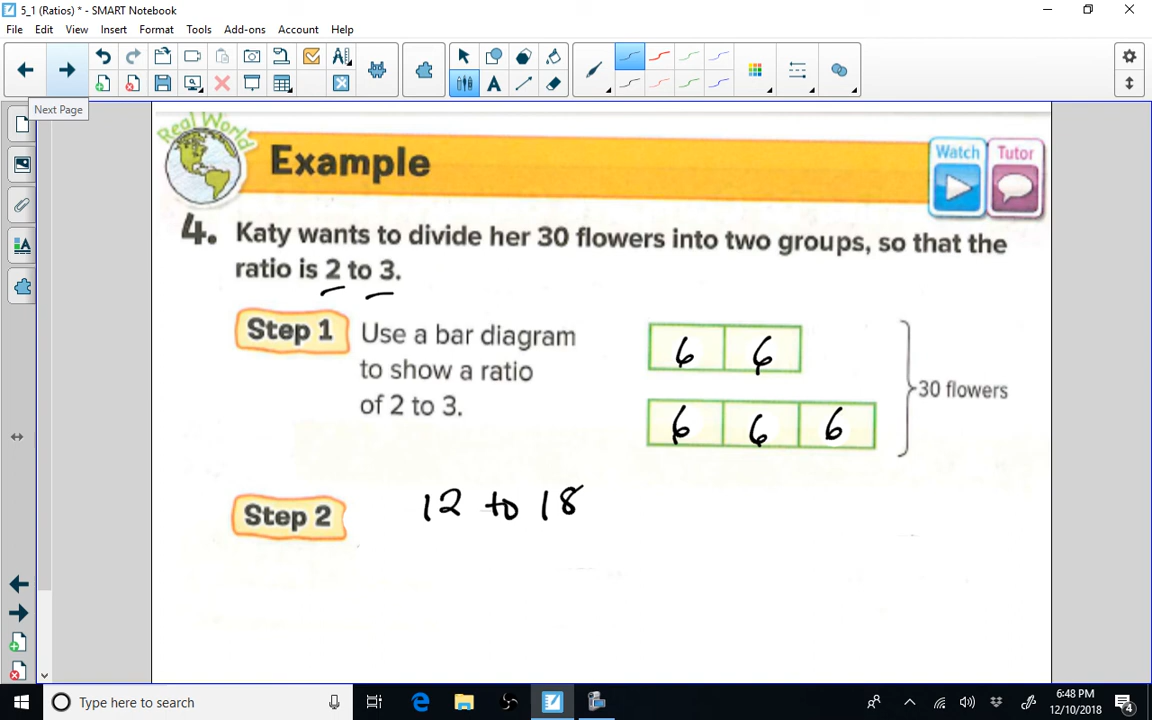 5_1 (Ratios) * - SMART Notebook
File Edit View Insert Format Tools Add-ons Account Help
Next Page
Real World
Example
Watch Tutor
4. Katy wants to divide her 30 flowers into two groups, so that the
ratio is 2 to 3.
Step 1 Use a bar diagram
to show a ratio
of 2 to 3.
6 6
30 flowers
6 6 6
Step 2 12 to 18
Type here to search
6:48 PM
12/10/2018
4